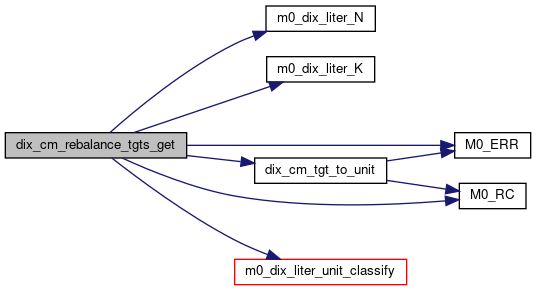 m0_dix_liter_N
m0_dix_liter_K
dix_cm_rebalance_tgts_get
M0_ERR
dix_cm_tgt_to_unit
M0_RC
m0_dix_liter_unit_classify